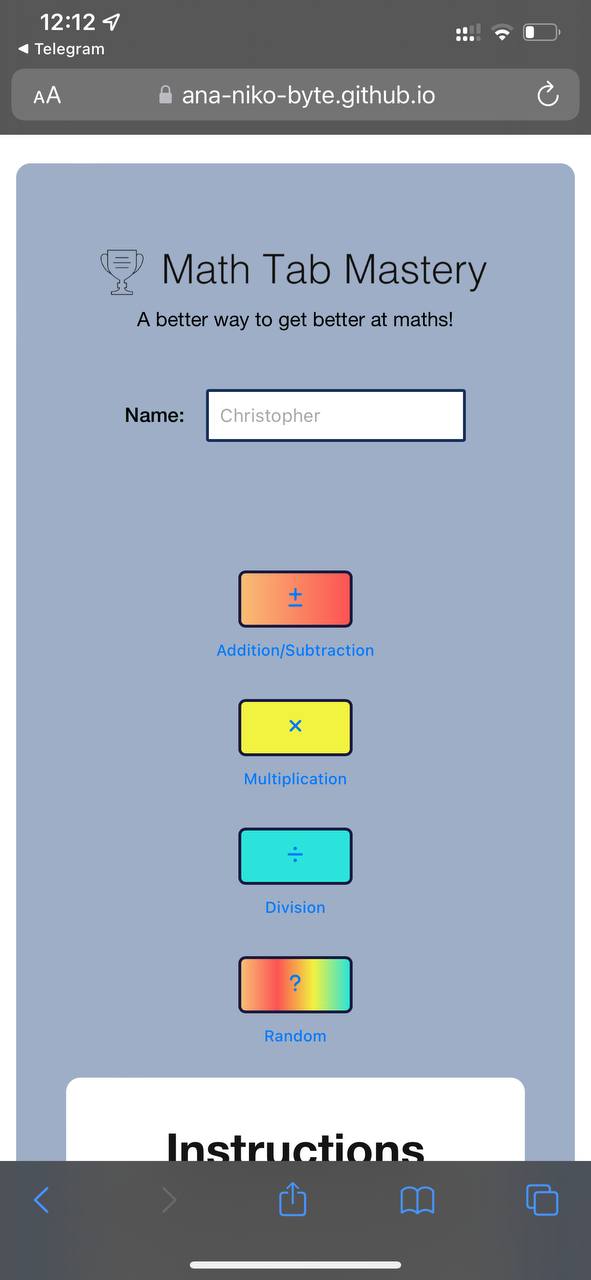 12:12
◀ Telegram
AA ana-niko-byte.github.io
Math Tab Mastery
A better way to get better at maths!
Name: Christopher
±
Addition/Subtraction
×
Multiplication
÷
Division
?
Random
Instructions